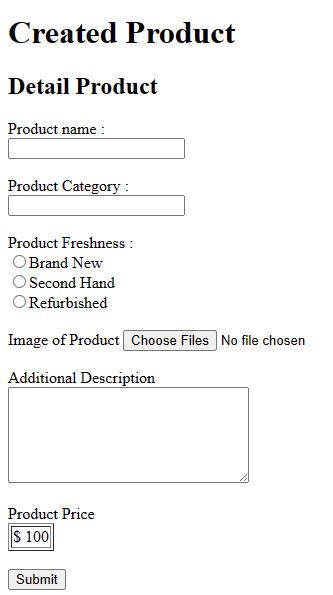 Created Product
Detail Product
Product name :
Product Category :
Product Freshness :
Brand New
Second Hand
Refurbished
Image of Product Choose Files No file chosen
Additional Description
Product Price
$ 100
Submit